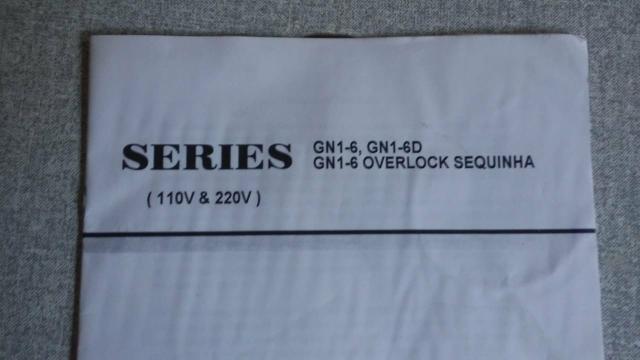 SERIES GN1-6, GN1-6D
GN1-6 OVERLOCK SEQUINHA
( 110V & 220V )